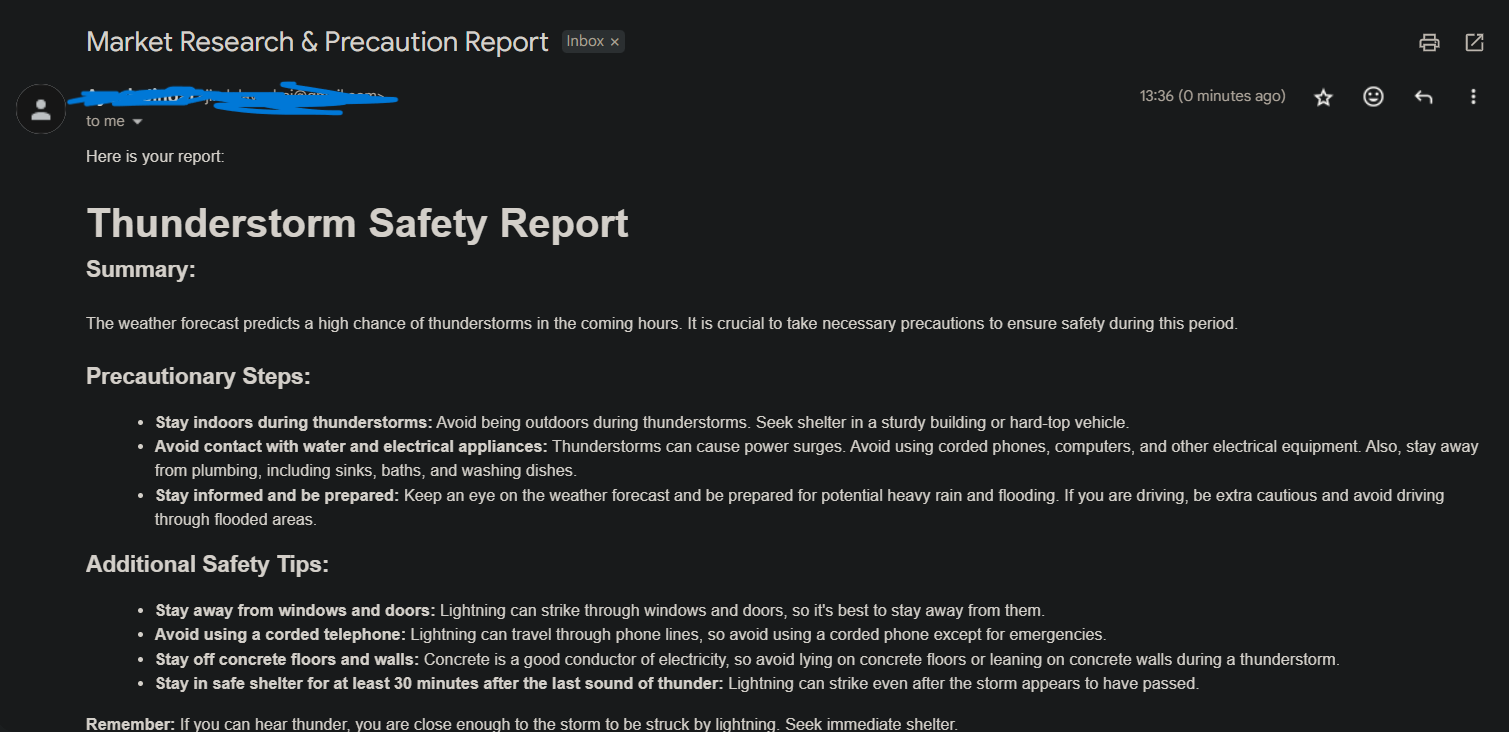 Market Research & Precaution Report Inbox ×
13:36 (0 minutes ago)
to me
Here is your report:
Thunderstorm Safety Report
Summary:
The weather forecast predicts a high chance of thunderstorms in the coming hours. It is crucial to take necessary precautions to ensure safety during this period.
Precautionary Steps:
• Stay indoors during thunderstorms: Avoid being outdoors during thunderstorms. Seek shelter in a sturdy building or hard-top vehicle.
• Avoid contact with water and electrical appliances: Thunderstorms can cause power surges. Avoid using corded phones, computers, and other electrical equipment. Also, stay away
from plumbing, including sinks, baths, and washing dishes.
• Stay informed and be prepared: Keep an eye on the weather forecast and be prepared for potential heavy rain and flooding. If you are driving, be extra cautious and avoid driving
through flooded areas.
Additional Safety Tips:
• Stay away from windows and doors: Lightning can strike through windows and doors, so it's best to stay away from them.
• Avoid using a corded telephone: Lightning can travel through phone lines, so avoid using a corded phone except for emergencies.
• Stay off concrete floors and walls: Concrete is a good conductor of electricity, so avoid lying on concrete floors or leaning on concrete walls during a thunderstorm.
• Stay in safe shelter for at least 30 minutes after the last sound of thunder: Lightning can strike even after the storm appears to have passed.
Remember: If you can hear thunder, you are close enough to the storm to be struck by lightning. Seek immediate shelter.